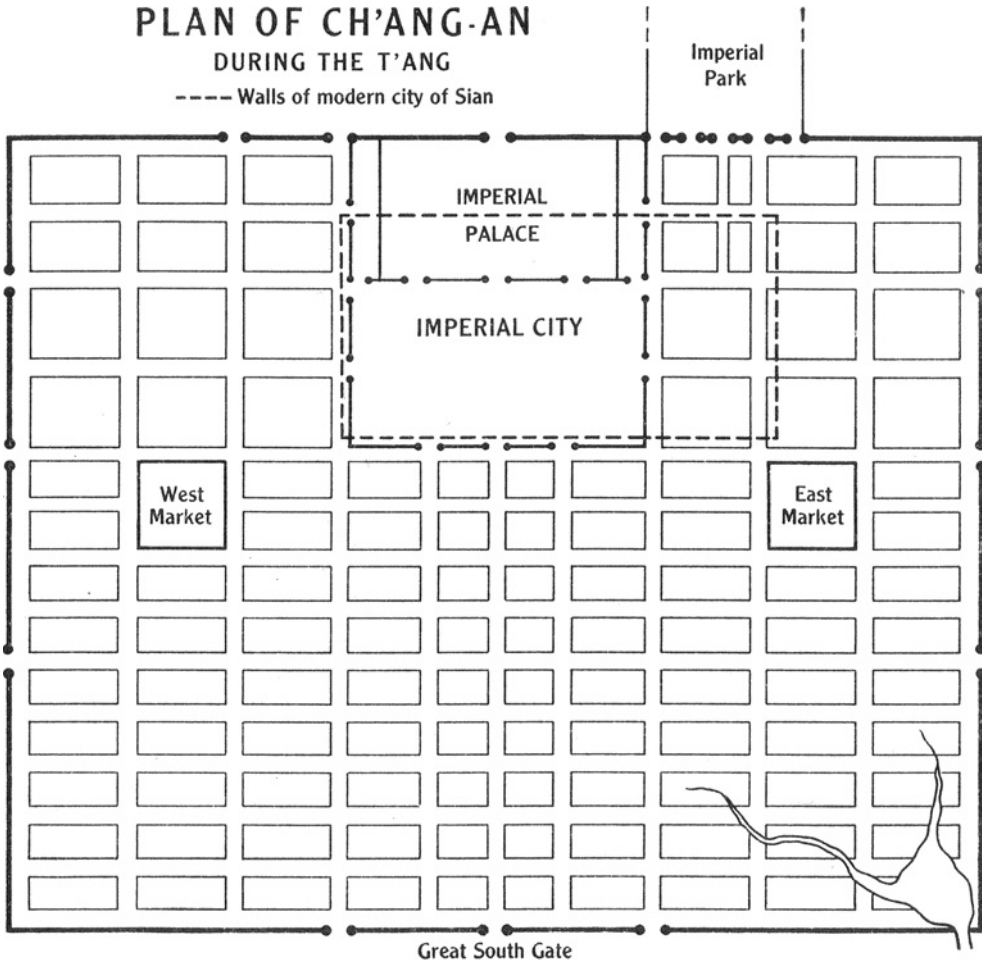 PLAN OF CH'ANG-AN
DURING THE T'ANG
---- Walls of modern city of Sian
Imperial
Park
IMPERIAL
PALACE
IMPERIAL CITY
West
Market
East
Market
Great South Gate